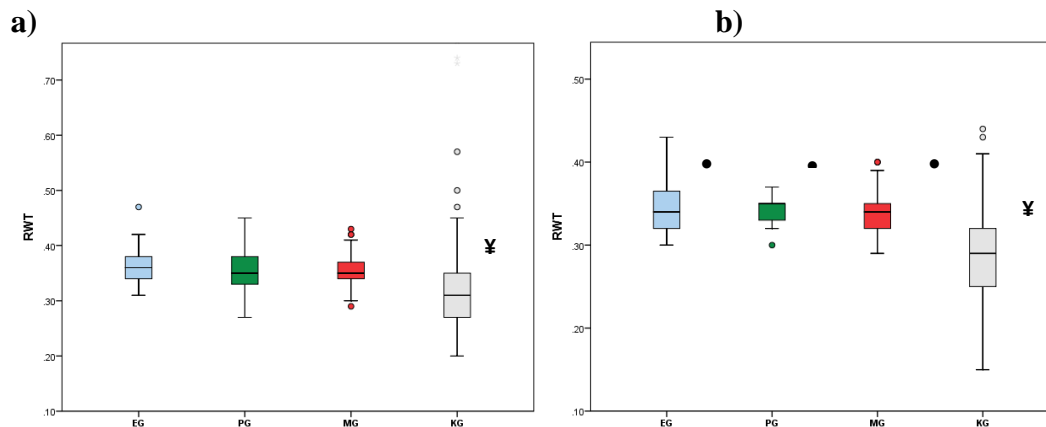 a)
.70
.60
.50
.40
.30
.20
.10
RWT
EG PG MG KG
¥
b)
.50
.40
.30
.20
.10
RWT
EG PG MG KG
¥